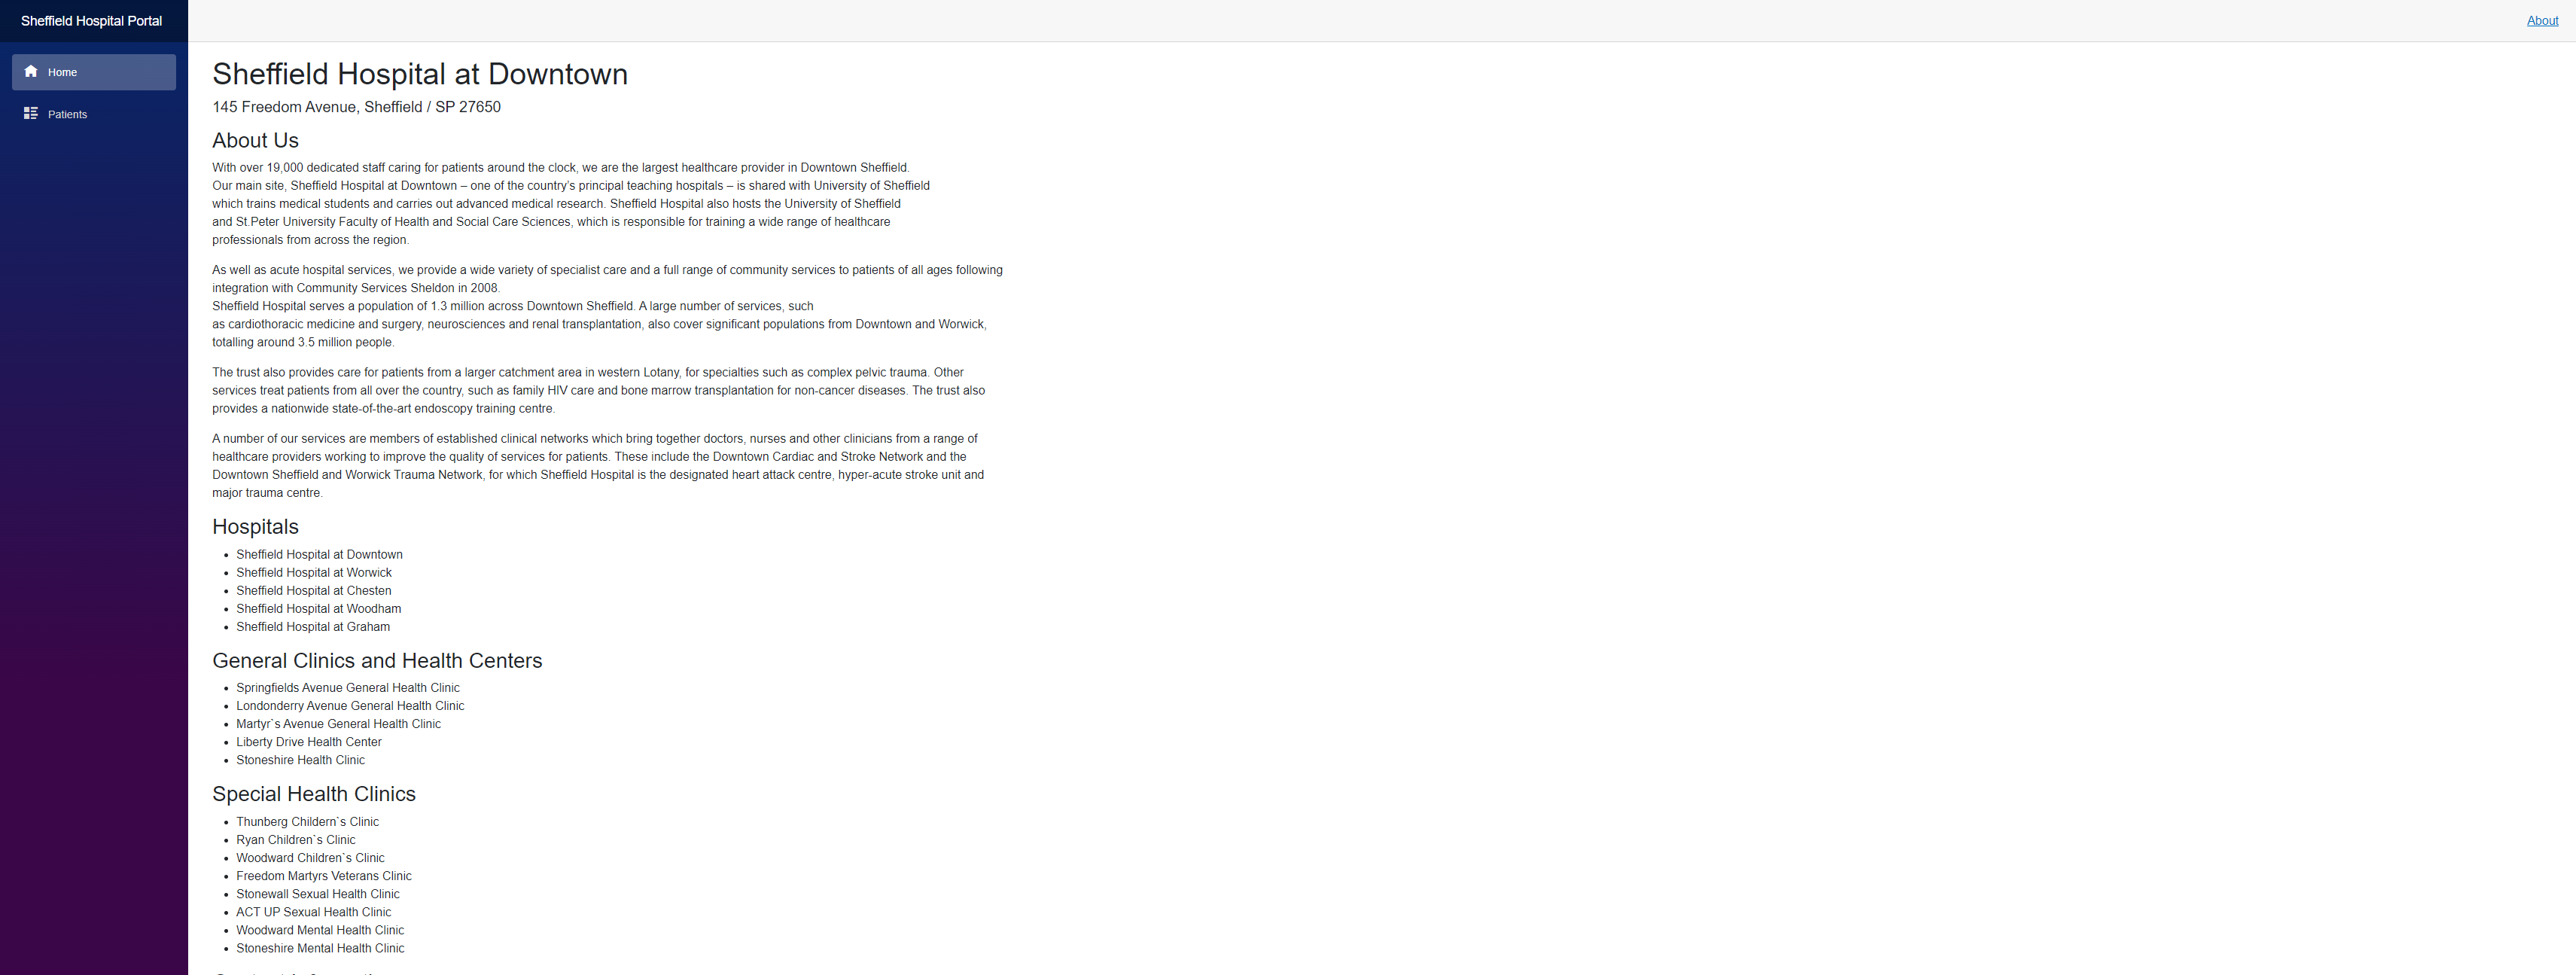 Sheffield Hospital Portal
About
Home
Patients
Sheffield Hospital at Downtown
145 Freedom Avenue, Sheffield / SP 27650
About Us
With over 19,000 dedicated staff caring for patients around the clock, we are the largest healthcare provider in Downtown Sheffield.
Our main site, Sheffield Hospital at Downtown – one of the country's principal teaching hospitals – is shared with University of Sheffield
which trains medical students and carries out advanced medical research. Sheffield Hospital also hosts the University of Sheffield
and St.Peter University Faculty of Health and Social Care Sciences, which is responsible for training a wide range of healthcare
professionals from across the region.
As well as acute hospital services, we provide a wide variety of specialist care and a full range of community services to patients of all ages following
integration with Community Services Sheldon in 2008.
Sheffield Hospital serves a population of 1.3 million across Downtown Sheffield. A large number of services, such
as cardiothoracic medicine and surgery, neurosciences and renal transplantation, also cover significant populations from Downtown and Worwick,
totalling around 3.5 million people.
The trust also provides care for patients from a larger catchment area in western Lotany, for specialties such as complex pelvic trauma. Other
services treat patients from all over the country, such as family HIV care and bone marrow transplantation for non-cancer diseases. The trust also
provides a nationwide state-of-the-art endoscopy training centre.
A number of our services are members of established clinical networks which bring together doctors, nurses and other clinicians from a range of
healthcare providers working to improve the quality of services for patients. These include the Downtown Cardiac and Stroke Network and the
Downtown Sheffield and Worwick Trauma Network, for which Sheffield Hospital is the designated heart attack centre, hyper-acute stroke unit and
major trauma centre.
Hospitals
• Sheffield Hospital at Downtown
• Sheffield Hospital at Worwick
• Sheffield Hospital at Chesten
• Sheffield Hospital at Woodham
• Sheffield Hospital at Graham
General Clinics and Health Centers
• Springfields Avenue General Health Clinic
• Londonderry Avenue General Health Clinic
• Martyr`s Avenue General Health Clinic
• Liberty Drive Health Center
• Stoneshire Health Clinic
Special Health Clinics
• Thunberg Childern`s Clinic
• Ryan Children`s Clinic
• Woodward Children`s Clinic
• Freedom Martyrs Veterans Clinic
• Stonewall Sexual Health Clinic
• ACT UP Sexual Health Clinic
• Woodward Mental Health Clinic
• Stoneshire Mental Health Clinic